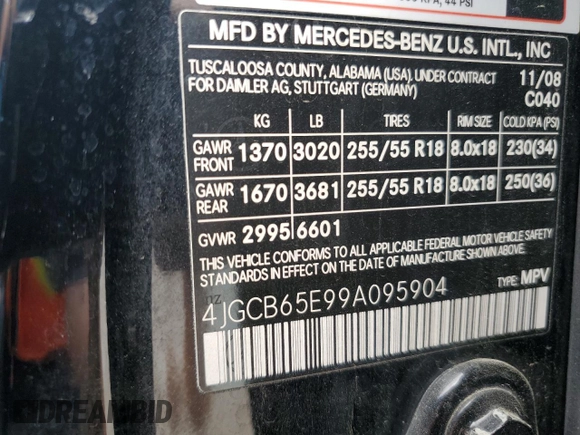 KPA, 44 PSI
MFD BY MERCEDES-BENZ U.S. INTL., INC
TUSCALOOSA COUNTY, ALABAMA (USA). UNDER CONTRACT 11/08
FOR DAIMLER AG, STUTTGART (GERMANY) C040
KG LB TIRES RIM SIZE COLD KPA (PSI)
GAWR FRONT 1370 3020 255/55 R18 8.0x18 230(34)
GAWR REAR 1670 3681 255/55 R18 8.0x18 250(36)
GVWR 2995 6601
THIS VEHICLE CONFORMS TO ALL APPLICABLE FEDERAL MOTOR VEHICLE SAFETY
STANDARDS IN EFFECT ON THE DATE OF MANUFACTURE SHOWN ABOVE.
nz
4JGCB65E99A095904 TYPE: MPV
DREAMBID